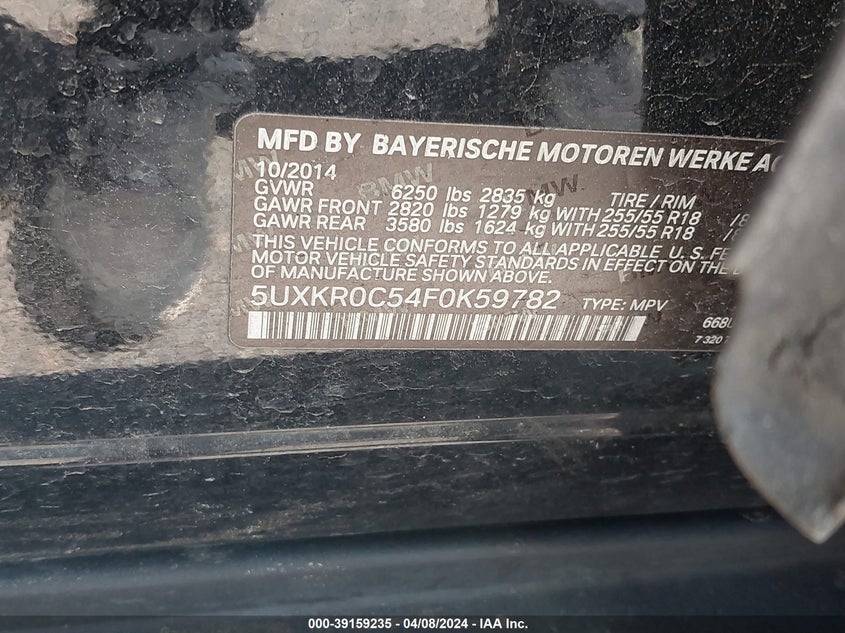 MFD BY BAYERISCHE MOTOREN WERKE AG
10/2014
GVWR 6250 lbs 2835 kg TIRE / RIM
GAWR FRONT 2820 lbs 1279 kg WITH 255/55 R18
GAWR REAR 3580 lbs 1624 kg WITH 255/55 R18
THIS VEHICLE CONFORMS TO ALL APPLICABLE U. S.
MOTOR VEHICLE SAFETY STANDARDS IN EFFECT ON THE
OF MANUFACTURE SHOWN ABOVE.
5UXKR0C54F0K59782 TYPE: MPV
000-39159235 - 04/08/2024 - IAA Inc.